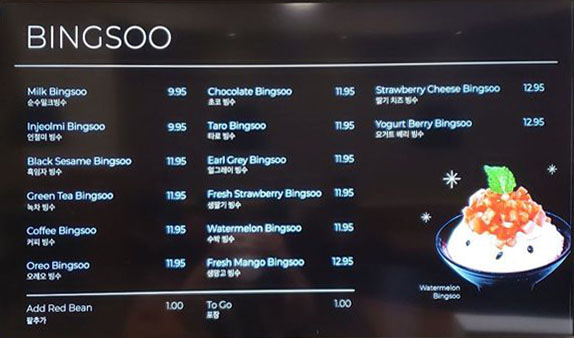 BINGSOO
Milk Bingsoo 9.95
순수밀크빙수
Injeolmi Bingsoo 9.95
인절미 빙수
Black Sesame Bingsoo 11.95
흑임자 빙수
Green Tea Bingsoo 11.95
녹차 빙수
Coffee Bingsoo 11.95
커피 빙수
Oreo Bingsoo 11.95
오레오 빙수
Add Red Bean 1.00
팥추가
Chocolate Bingsoo 11.95
초코 빙수
Taro Bingsoo 11.95
타로 빙수
Earl Grey Bingsoo 11.95
얼그레이 빙수
Fresh Strawberry Bingsoo 11.95
생딸기 빙수
Watermelon Bingsoo 11.95
수박 빙수
Fresh Mango Bingsoo 12.95
생망고 빙수
To Go 1.00
포장
Strawberry Cheese Bingsoo 12.95
딸기 치즈 빙수
Yogurt Berry Bingsoo 12.95
요거트 베리 빙수
Watermelon
Bingsoo